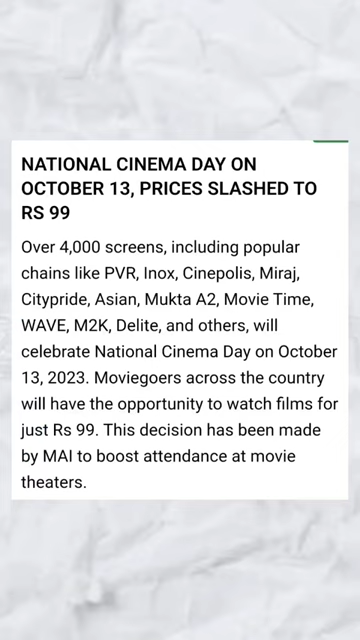 NATIONAL CINEMA DAY ON
OCTOBER 13, PRICES SLASHED TO
RS 99
Over 4,000 screens, including popular
chains like PVR, Inox, Cinepolis, Miraj,
Citypride, Asian, Mukta A2, Movie Time,
WAVE, M2K, Delite, and others, will
celebrate National Cinema Day on October
13, 2023. Moviegoers across the country
will have the opportunity to watch films for
just Rs 99. This decision has been made
by MAI to boost attendance at movie
theaters.